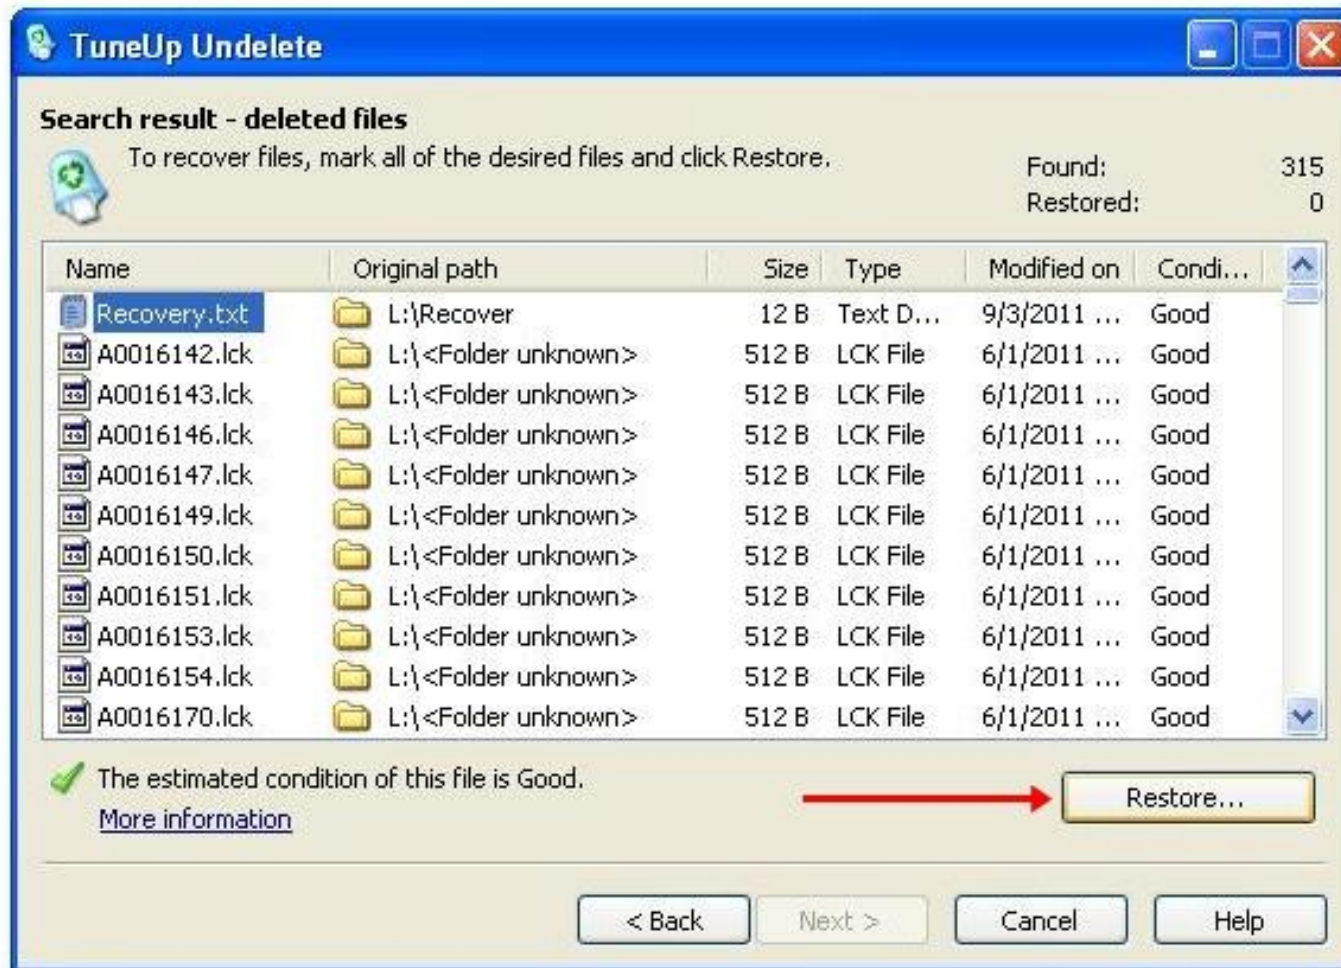 TuneUp Undelete
Search result - deleted files
To recover files, mark all of the desired files and click Restore.
Found: 315
Restored: 0
Name Original path Size Type Modified on Condi...
Recovery.txt L:\Recover 12 B Text D... 9/3/2011 ... Good
A0016142.lck L:\<Folder unknown> 512 B LCK File 6/1/2011 ... Good
A0016143.lck L:\<Folder unknown> 512 B LCK File 6/1/2011 ... Good
A0016146.lck L:\<Folder unknown> 512 B LCK File 6/1/2011 ... Good
A0016147.lck L:\<Folder unknown> 512 B LCK File 6/1/2011 ... Good
A0016149.lck L:\<Folder unknown> 512 B LCK File 6/1/2011 ... Good
A0016150.lck L:\<Folder unknown> 512 B LCK File 6/1/2011 ... Good
A0016151.lck L:\<Folder unknown> 512 B LCK File 6/1/2011 ... Good
A0016153.lck L:\<Folder unknown> 512 B LCK File 6/1/2011 ... Good
A0016154.lck L:\<Folder unknown> 512 B LCK File 6/1/2011 ... Good
A0016170.lck L:\<Folder unknown> 512 B LCK File 6/1/2011 ... Good
The estimated condition of this file is Good.
More information
Restore...
< Back Next > Cancel Help